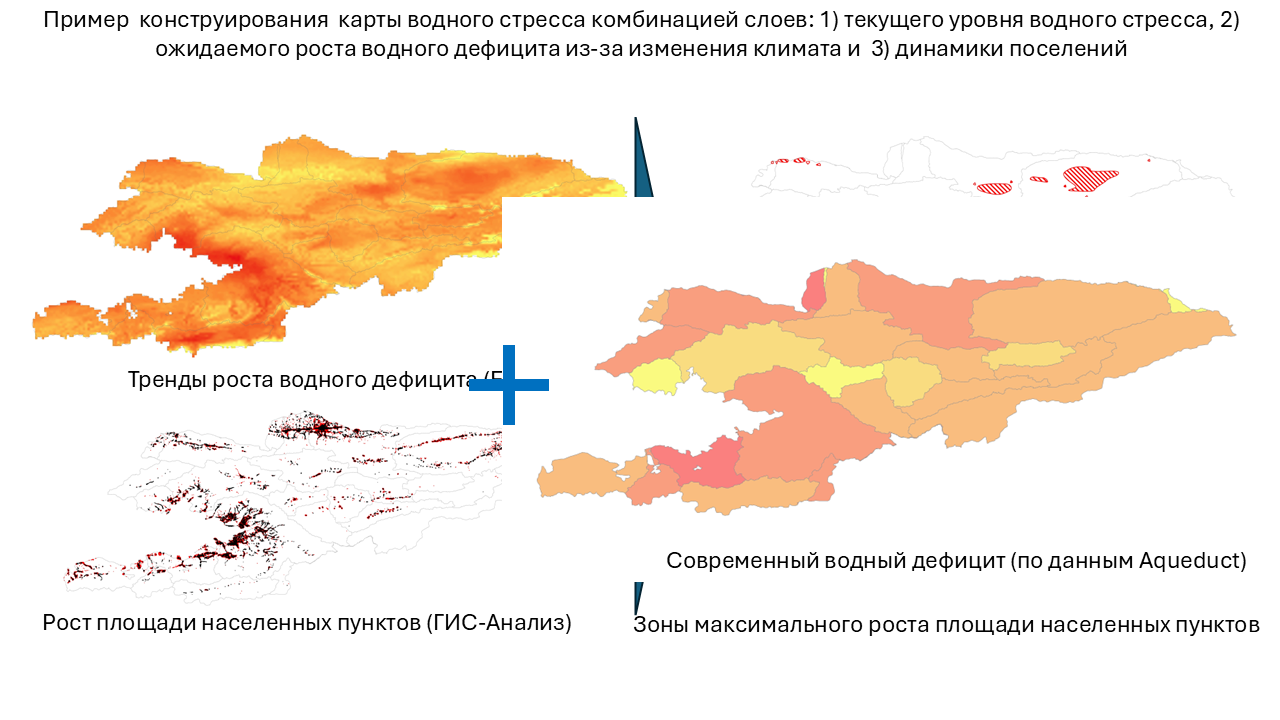 Пример конструирования карты водного стресса комбинацией слоев: 1) текущего уровня водного стресса, 2)
ожидаемого роста водного дефицита из-за изменения климата и 3) динамики поселений
Тренды роста водного дефицита
Современный водный дефицит (по данным Aqueduct)
Рост площади населенных пунктов (ГИС-Анализ)
Зоны максимального роста площади населенных пунктов